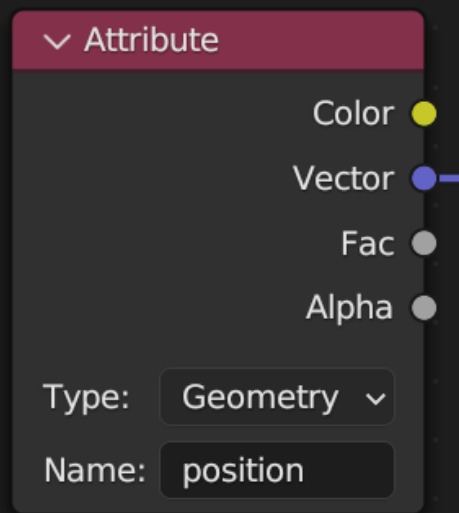 Attribute
Color
Vector
Fac
Alpha
Type: Geometry
Name: position